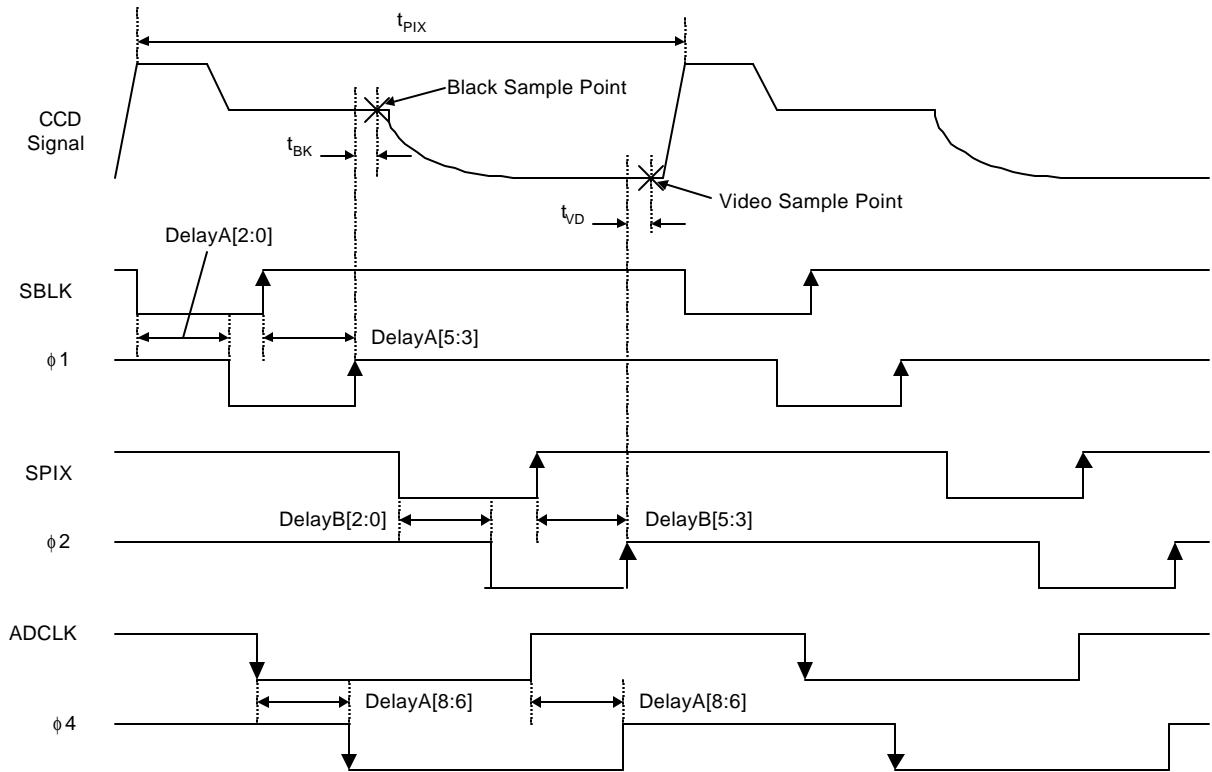 t_PIX
Black Sample Point
CCD
Signal
t_BK
Video Sample Point
t_VD
DelayA[2:0]
SBLK
DelayA[5:3]
ϕ1
SPIX
DelayB[2:0]
DelayB[5:3]
ϕ2
ADCLK
DelayA[8:6]
DelayA[8:6]
ϕ4